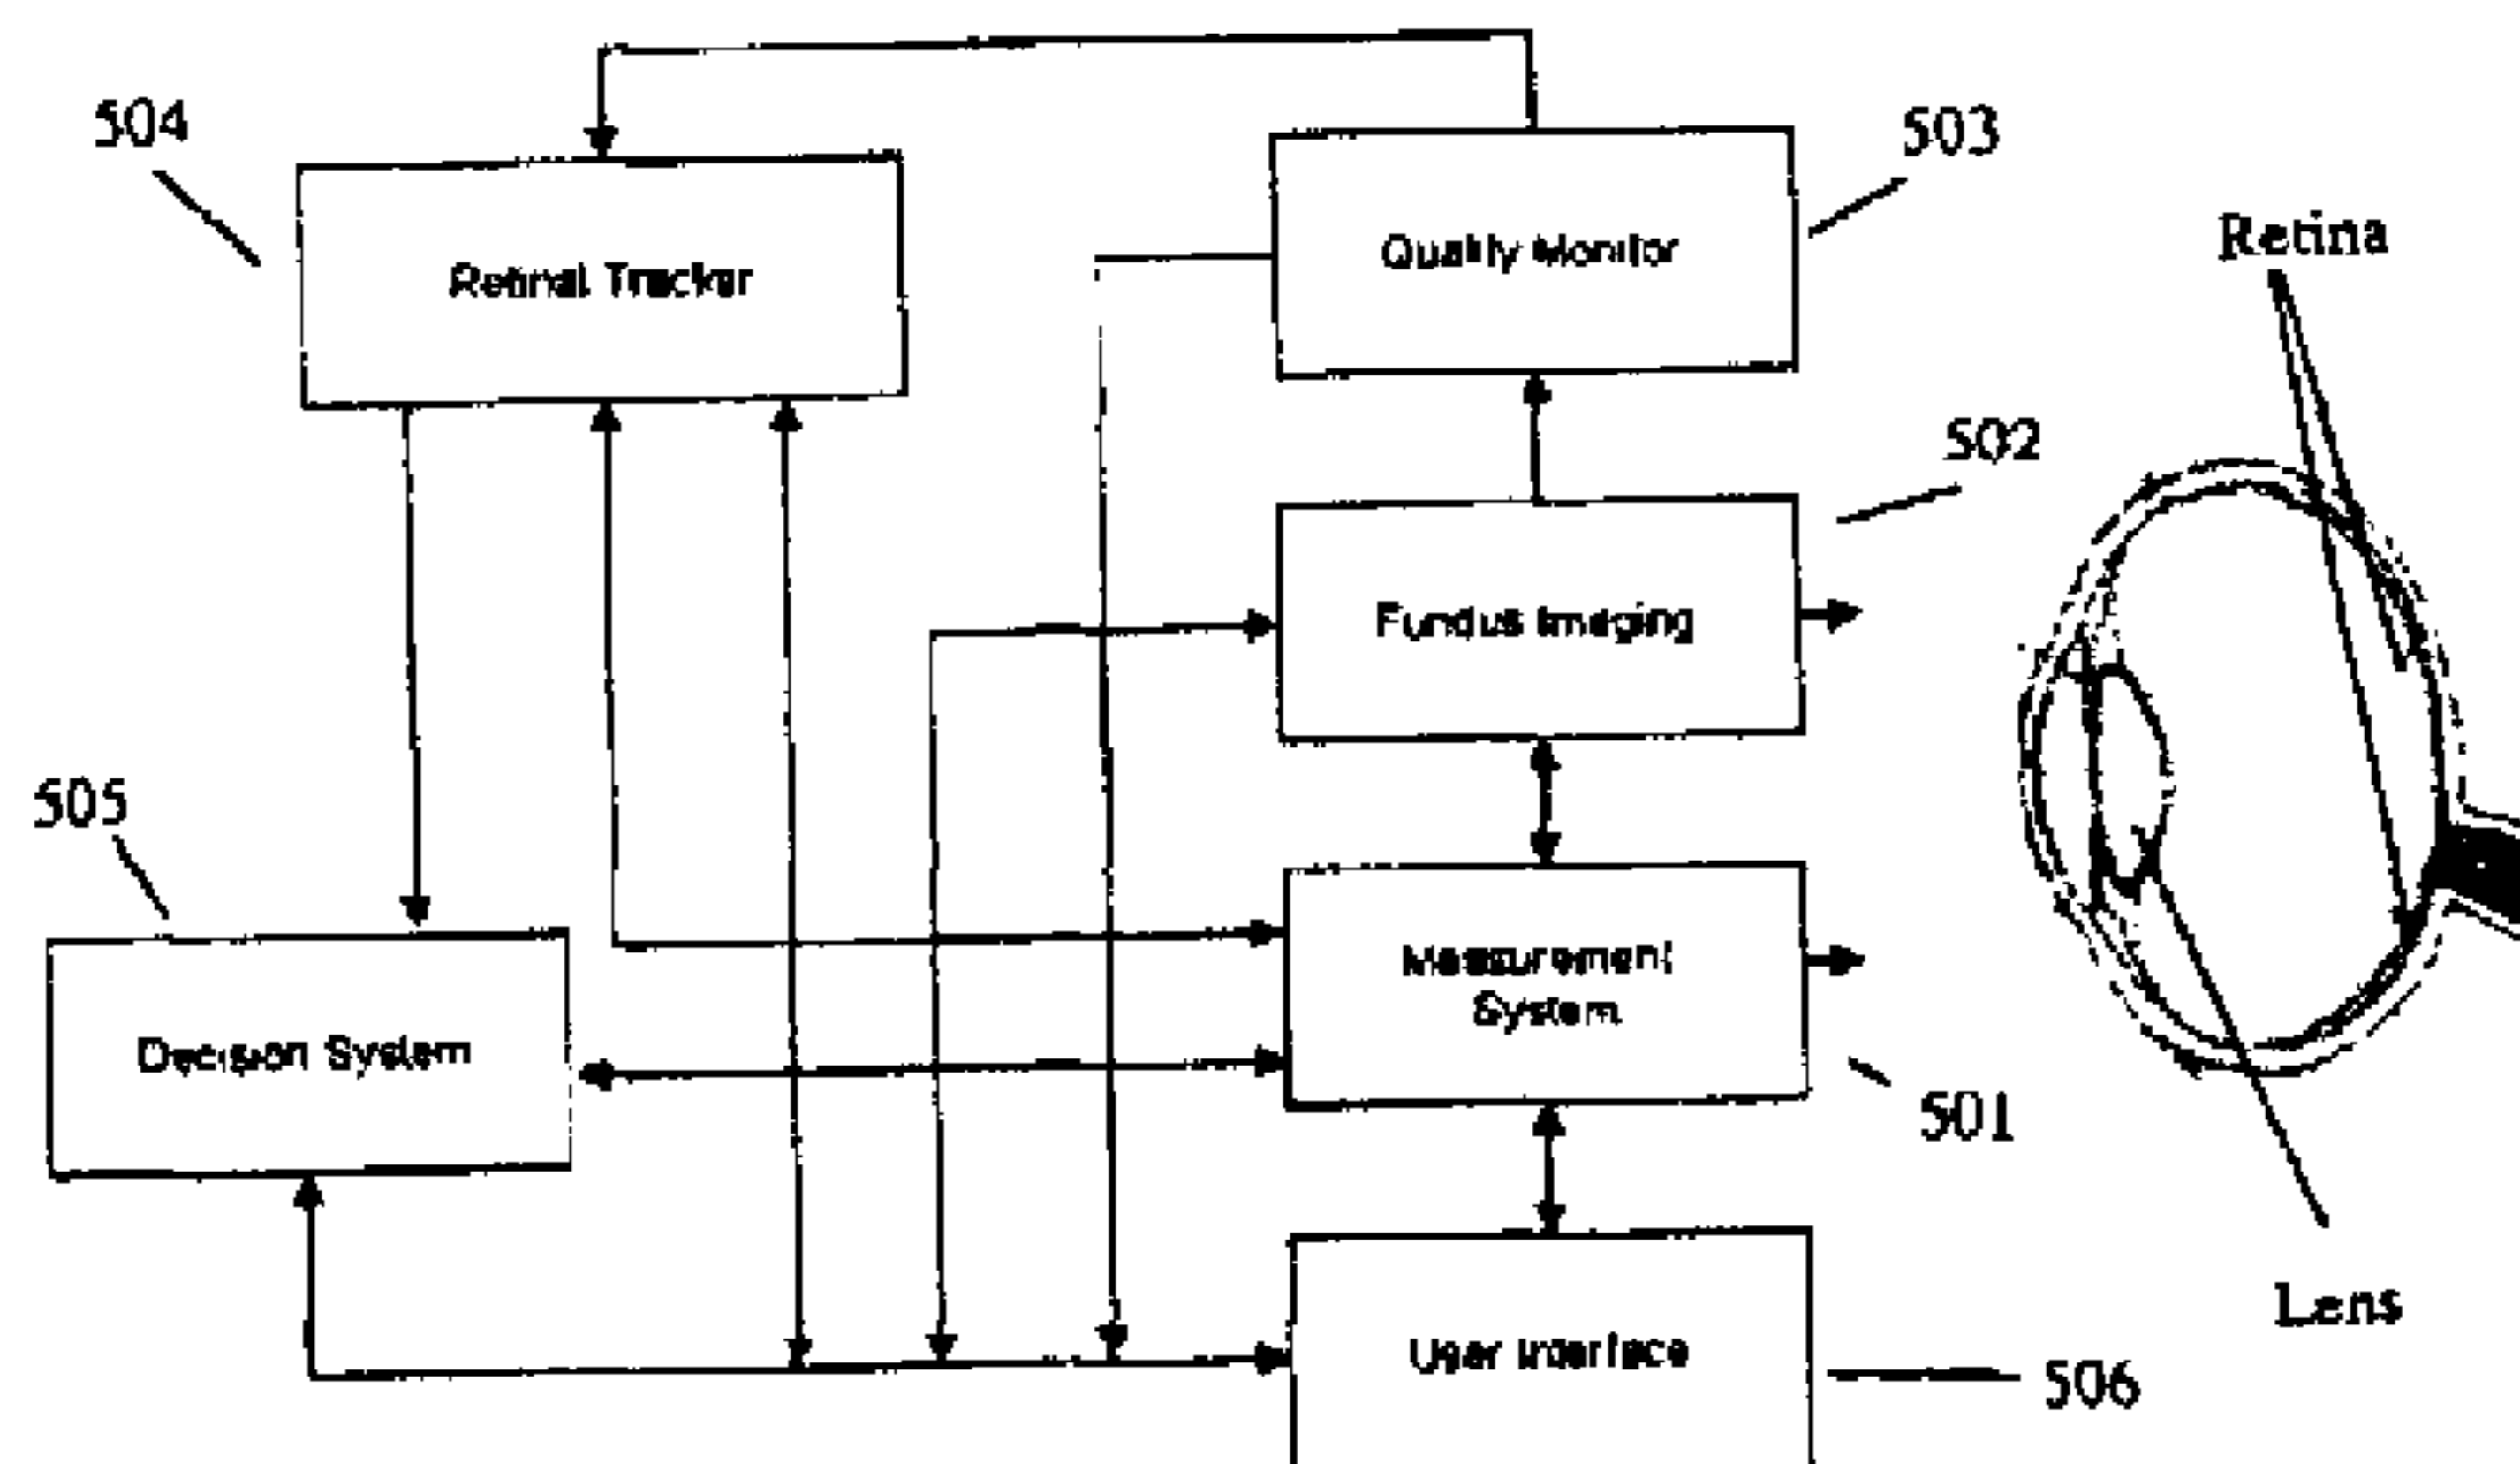 504
503
Retina
Quality Monitor
Retinal Tracker
502
Fundus Imaging
505
Measurement
System
Decision System
501
Lens
User Interface
506